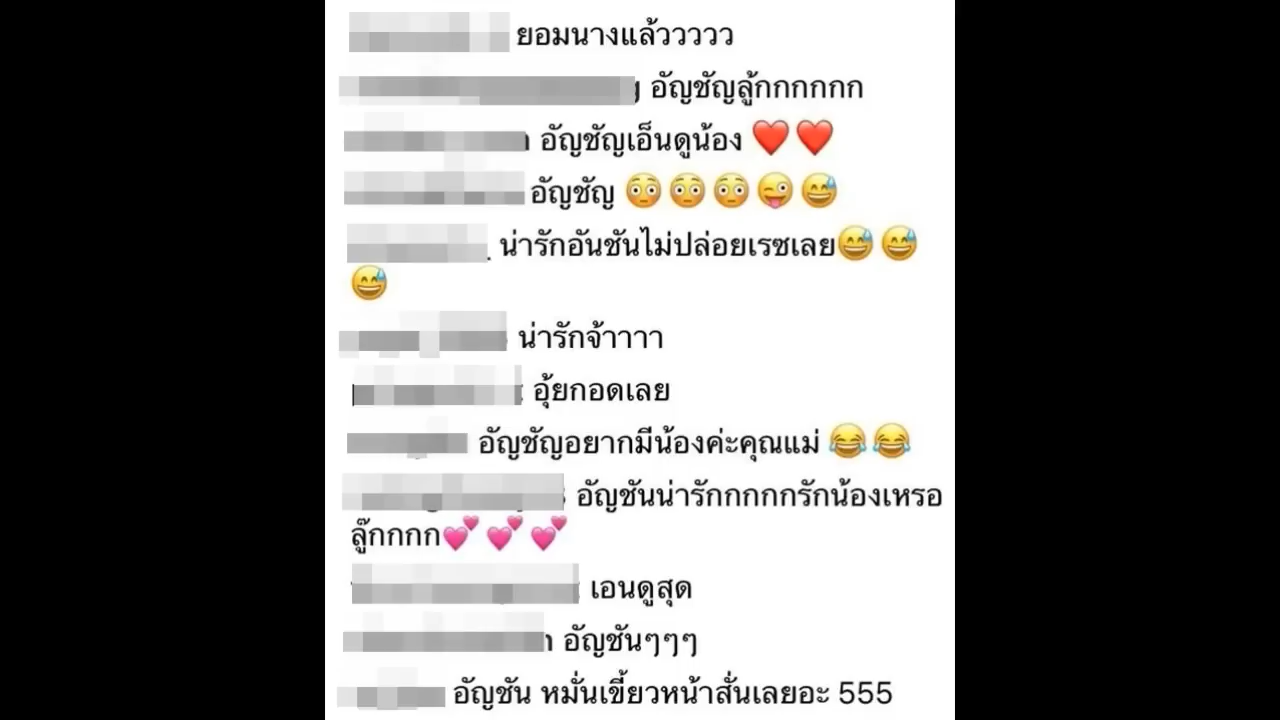 ยอมนางแล้ววววว
อัญชัญลู้กกกกกก
อัญชัญเอ็นดูน้อง ❤️❤️
อัญชัญ 😳😳😳😜😅
น่ารักอันชันไม่ปล่อยเรซเลย😅😅
😅
น่ารักจ้าาาา
อุ้ยกอดเลย
อัญชัญอยากมีน้องค่ะคุณแม่ 😂😂
อัญชันน่ารักกกกกรักน้องเหรอ
ลู๊กกกก💕💕💕
เอนดูสุด
อัญชันๆๆๆ
อัญชัน หมั่นเขี้ยวหน้าสั่นเลยอะ 555